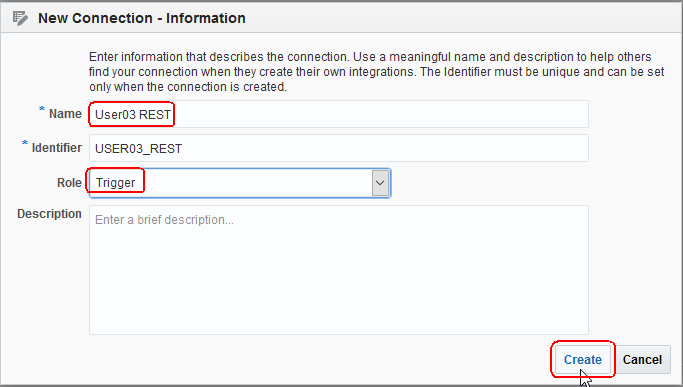 New Connection - Information
Enter information that describes the connection. Use a meaningful name and description to help others
find your connection when they create their own integrations. The Identifier must be unique and can be set
only when the connection is created.
* Name User03 REST
* Identifier USER03_REST
Role Trigger
Description Enter a brief description...
Create Cancel